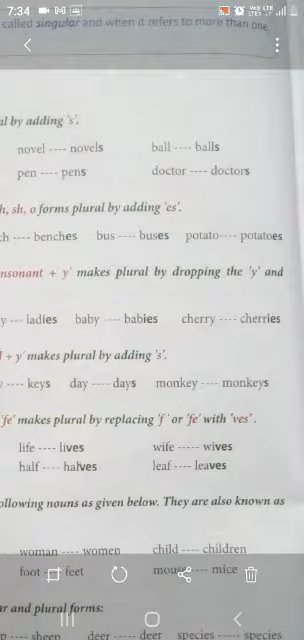 7:34
Vo)) LTE
called singular and when it refers to more than one
al by adding 's'.
novel ---- novels ball ---- balls
pen ---- pens doctor ---- doctors
h, sh, o forms plural by adding 'es'.
ch ---- benches bus ---- buses potato ---- potatoes
nsonant + y' makes plural by dropping the 'y' and
y --- ladies baby ---- babies cherry ---- cherries
l + y' makes plural by adding 's'.
---- keys day ---- days monkey ---- monkeys
'fe' makes plural by replacing 'f' or 'fe' with 'ves'.
life ---- lives wife ---- wives
half ---- halves leaf ---- leaves
ollowing nouns as given below. They are also known as
woman ---- women child ---- children
foot --- feet mouse ---- mice
ar and plural forms:
p ---- sheep deer ---- deer species ---- species